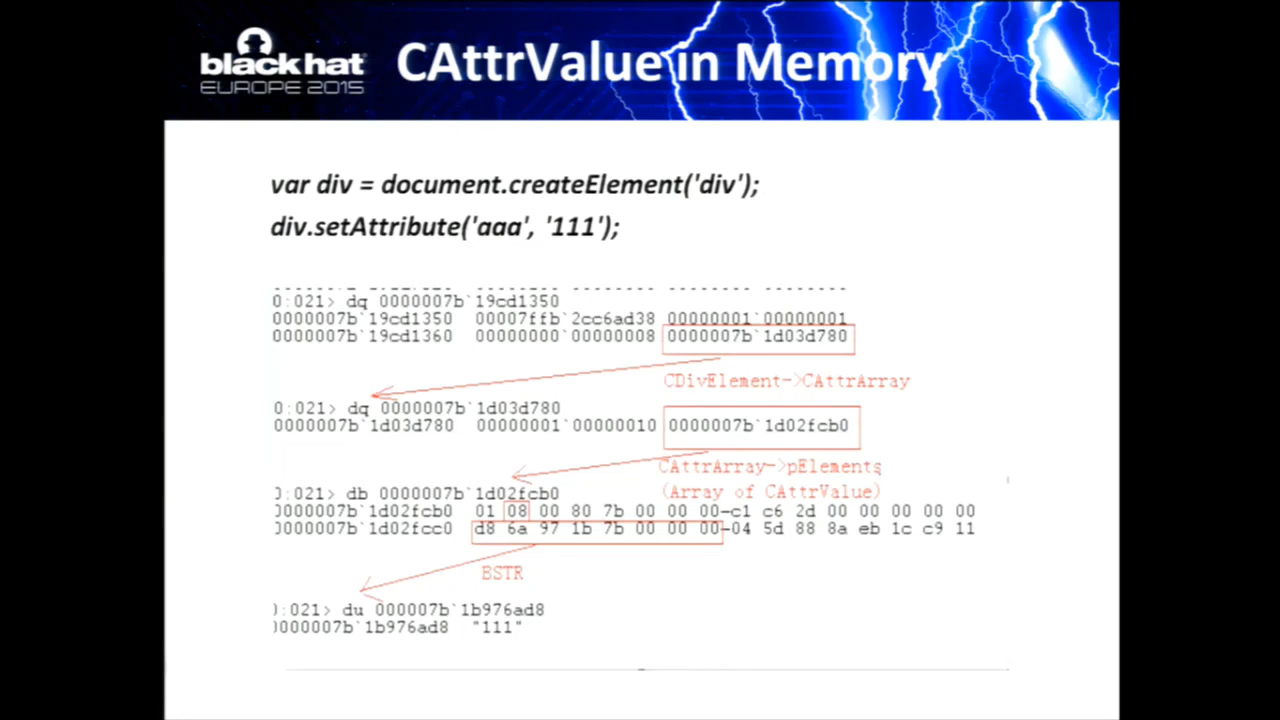 black hat
EUROPE 2015
CAttrValue in Memory
var div = document.createElement('div');
div.setAttribute('aaa', '111');
0:021> dq 0000007b`19cd1350
0000007b`19cd1350 00007ffb`2cc6ad38 00000001`00000001
0000007b`19cd1360 00000000`00000008 0000007b`1d03d780
CDivElement->CAttrArray
0:021> dq 0000007b`1d03d780
0000007b`1d03d780 00000001`00000010 0000007b`1d02fcb0
CAttrArray->pElements
(Array of CAttrValue)
):021> db 0000007b`1d02fcb0
0000007b`1d02fcb0 01 08 00 80 7b 00 00 00-c1 c6 2d 00 00 00 00 00
0000007b`1d02fcc0 d8 6a 97 1b 7b 00 00 00-04 5d 88 8a eb 1c c9 11
BSTR
):021> du 000007b`1b976ad8
0000007b`1b976ad8 "111"